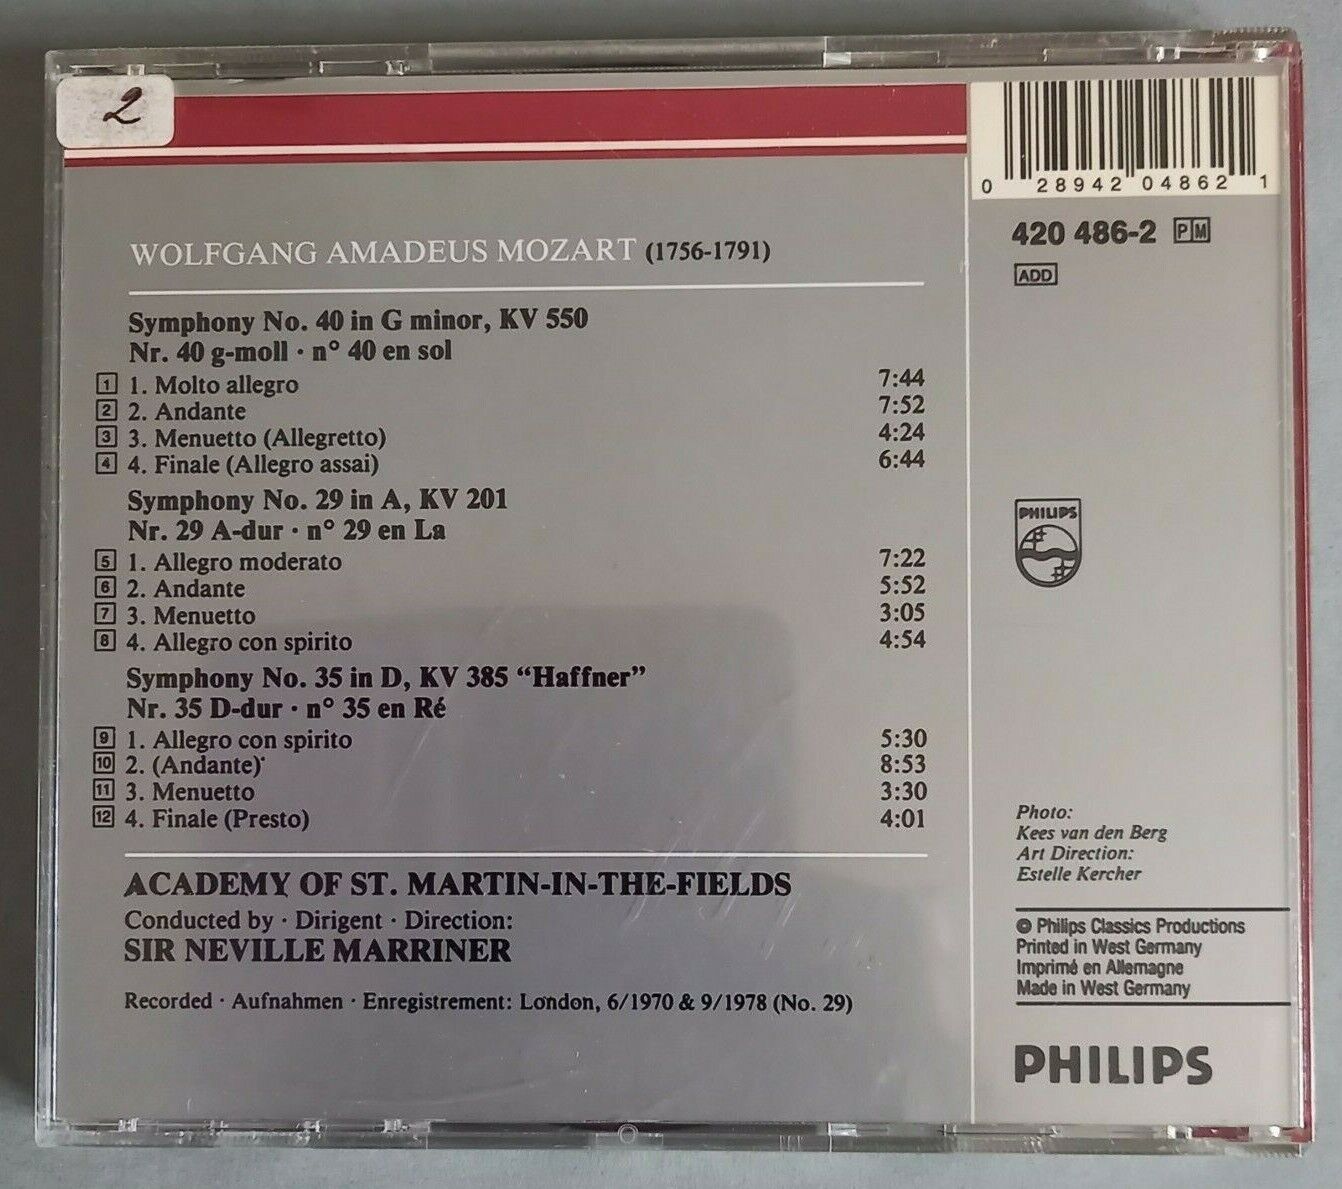 2
0 28942 04862 1
420 486-2 PM
ADD
WOLFGANG AMADEUS MOZART (1756-1791)
Symphony No. 40 in G minor, KV 550
Nr. 40 g-moll · n° 40 en sol
1 1. Molto allegro 7:44
2 2. Andante 7:52
3 3. Menuetto (Allegretto) 4:24
4 4. Finale (Allegro assai) 6:44
Symphony No. 29 in A, KV 201
Nr. 29 A-dur · n° 29 en La
5 1. Allegro moderato 7:22
6 2. Andante 5:52
7 3. Menuetto 3:05
8 4. Allegro con spirito 4:54
Symphony No. 35 in D, KV 385 “Haffner”
Nr. 35 D-dur · n° 35 en Ré
9 1. Allegro con spirito 5:30
10 2. (Andante) 8:53
11 3. Menuetto 3:30
12 4. Finale (Presto) 4:01
ACADEMY OF ST. MARTIN-IN-THE-FIELDS
Conducted by · Dirigent · Direction:
SIR NEVILLE MARRINER
Recorded · Aufnahmen · Enregistrement: London, 6/1970 & 9/1978 (No. 29)
PHILIPS
Photo:
Kees van den Berg
Art Direction:
Estelle Kercher
℗ Philips Classics Productions
Printed in West Germany
Imprimé en Allemagne
Made in West Germany
PHILIPS